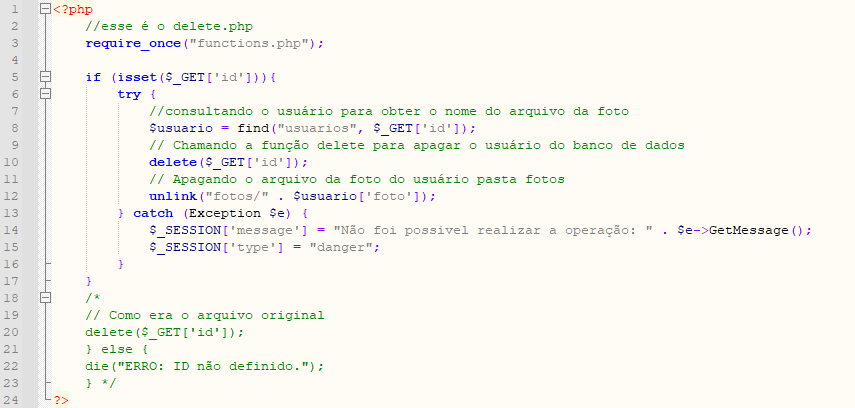 1 <?php
2 //esse é o delete.php
3 require_once("functions.php");
4
5 if (isset($_GET['id'])){
6 try {
7 //consultando o usuário para obter o nome do arquivo da foto
8 $usuario = find("usuarios", $_GET['id']);
9 // Chamando a função delete para apagar o usuário do banco de dados
10 delete($_GET['id']);
11 // Apagando o arquivo da foto do usuário pasta fotos
12 unlink("fotos/" . $usuario['foto']);
13 } catch (Exception $e) {
14 $_SESSION['message'] = "Não foi possivel realizar a operação: " . $e->GetMessage();
15 $_SESSION['type'] = "danger";
16 }
17 }
18 /*
19 // Como era o arquivo original
20 delete($_GET['id']);
21 } else {
22 die("ERRO: ID não definido.");
23 } */
24 ?>